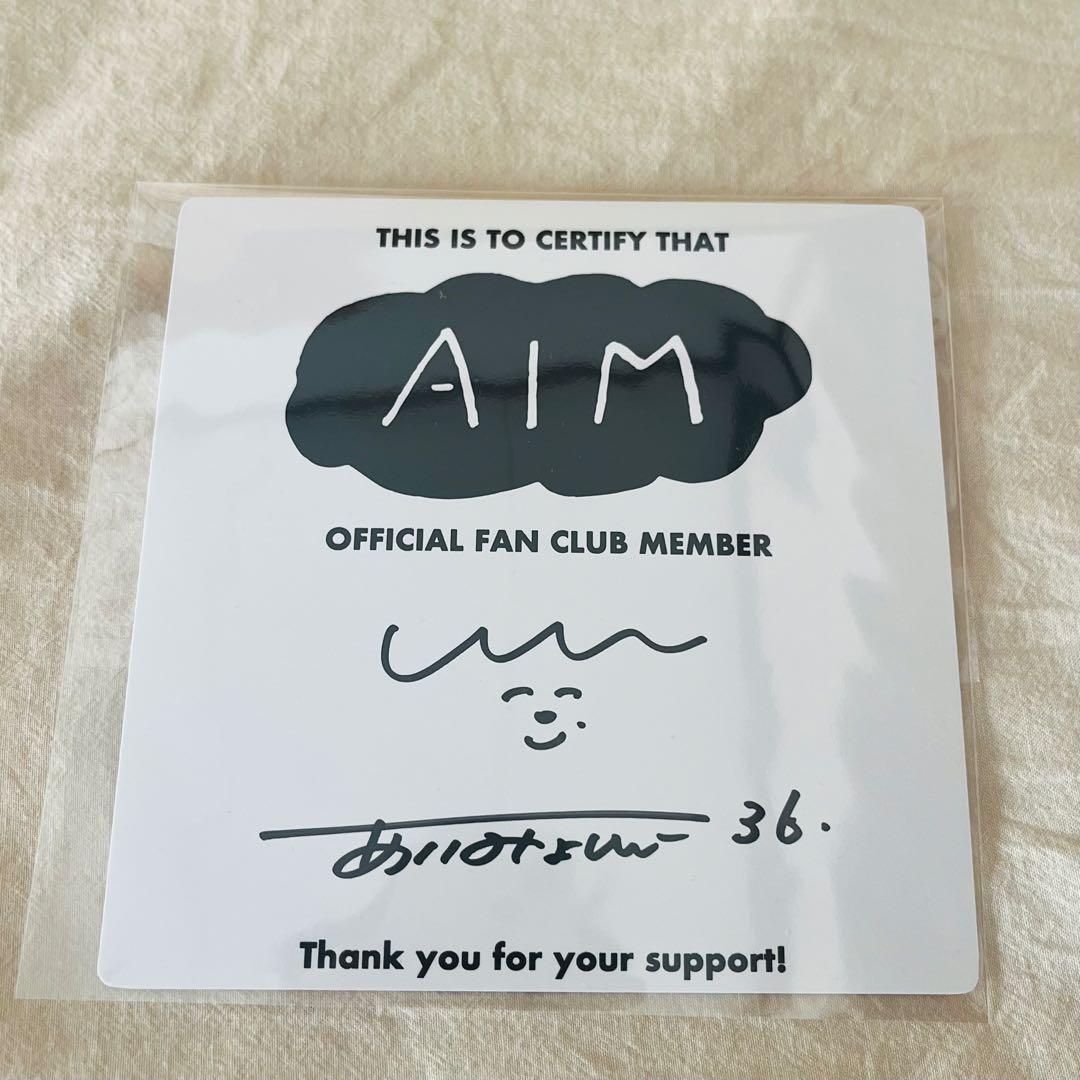 THIS IS TO CERTIFY THAT
AIM
OFFICIAL FAN CLUB MEMBER
36.
あいみょん
Thank you for your support!